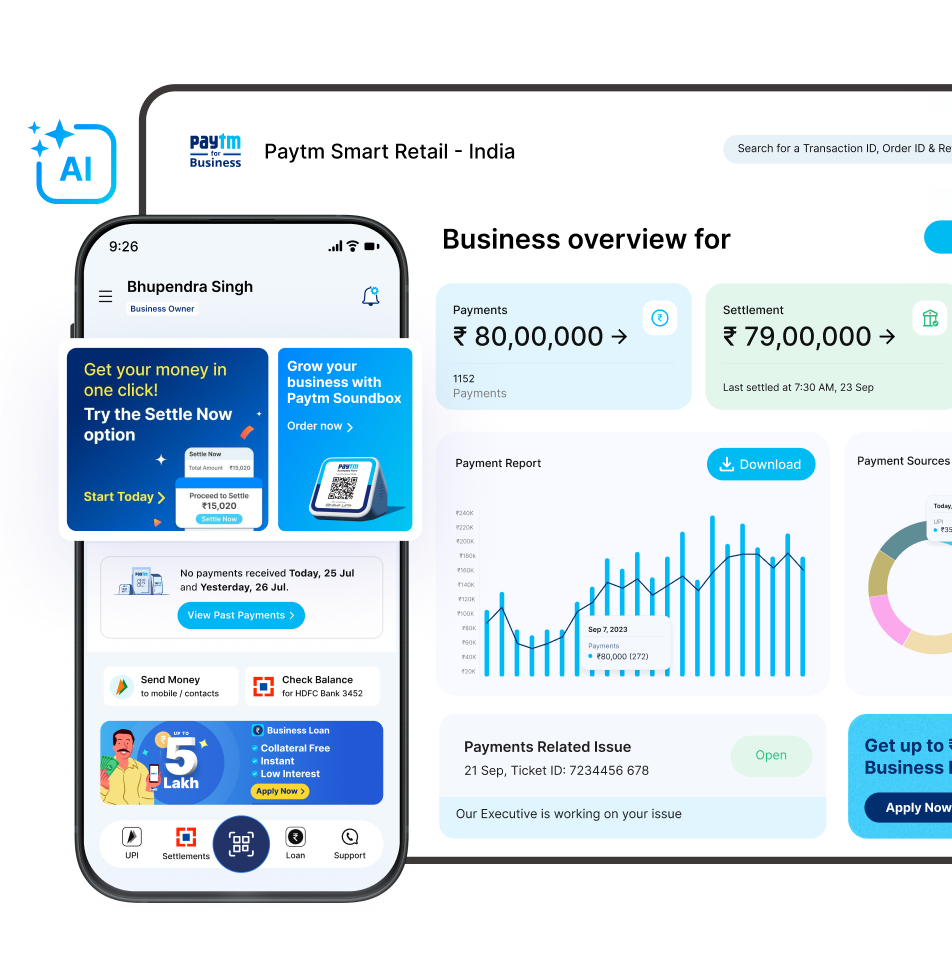 AI
paytm
for
Business
Paytm Smart Retail - India
Search for a Transaction ID, Order ID & Re
9:26
Bhupendra Singh
Business Owner
Get your money in
one click!
Try the Settle Now
option
Start Today
Settle Now
Total Amount ₹15,020
Proceed to Settle
₹15,020
Settle Now
Grow your
business with
Paytm Soundbox
Order now
paytm
No payments received Today, 25 Jul
and Yesterday, 26 Jul.
View Past Payments
Send Money
to mobile / contacts
Check Balance
for HDFC Bank 3452
UP TO
₹
5
Lakh
₹ Business Loan
Collateral Free
Instant
Low Interest
Apply Now
UPI
Settlements
Loan
Support
Business overview for
Payments
₹ 80,00,000 →
1152
Payments
Settlement
₹ 79,00,000 →
Last settled at 7:30 AM, 23 Sep
Payment Report
Download
₹240K
₹220K
₹200K
₹180k
₹160K
₹140K
₹120K
₹100K
₹80K
₹60K
₹40K
₹20K
Sep 7, 2023
Payments
₹80,000 (272)
Payment Sources
Today,
UPI
₹35
Payments Related Issue
21 Sep, Ticket ID: 7234456 678
Open
Our Executive is working on your issue
Get up to ₹
Business
Apply Now